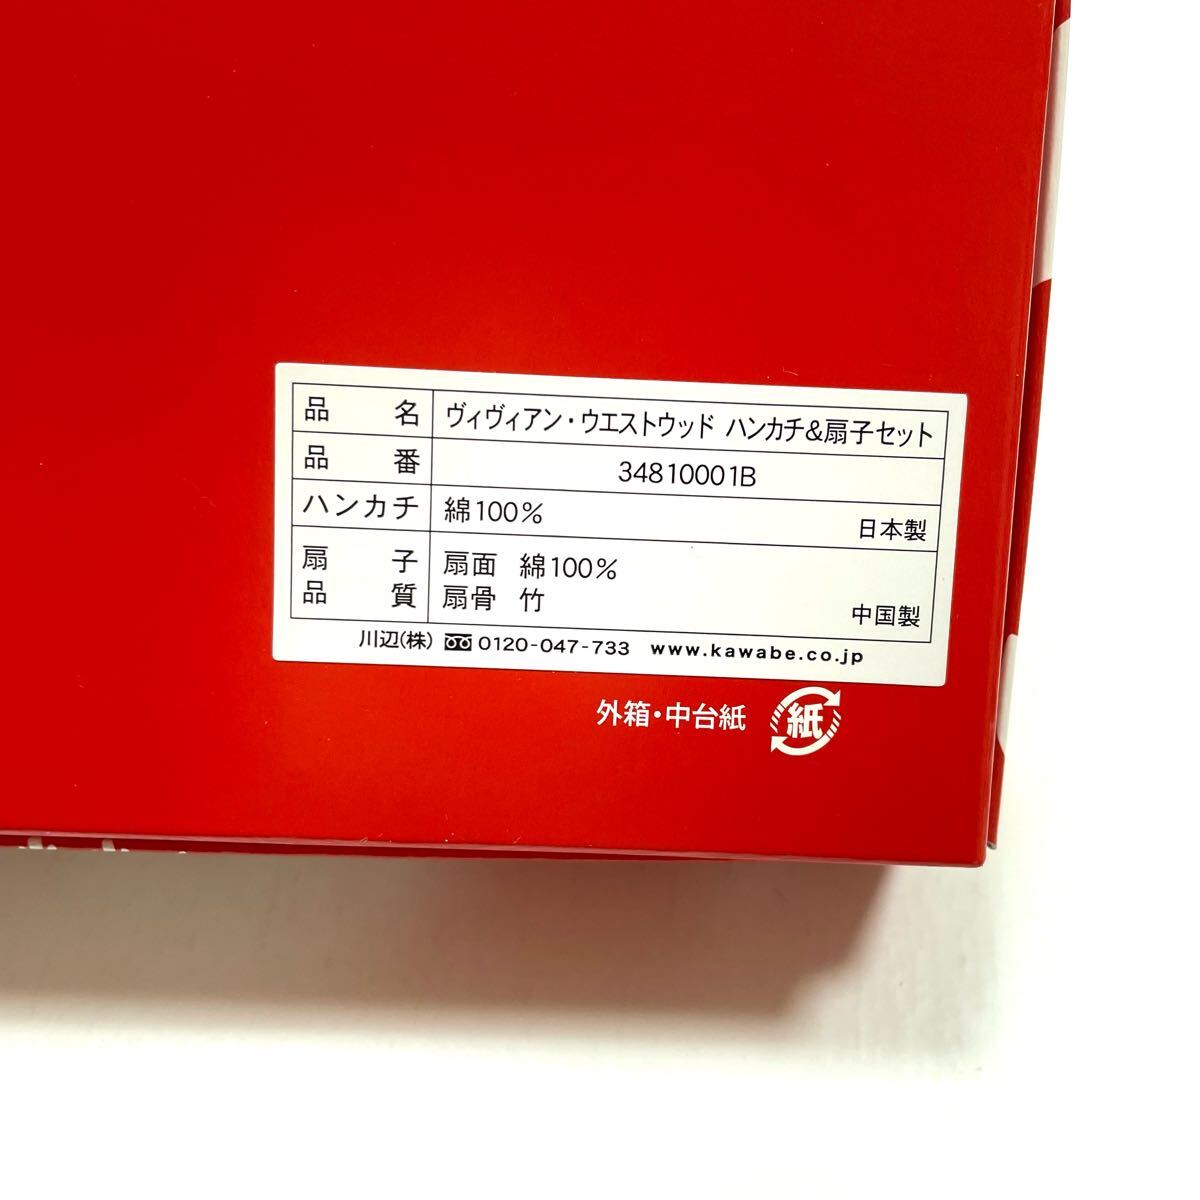 品名 ヴィヴィアン・ウエストウッド ハンカチ&扇子セット
品番 34810001B
ハンカチ 綿100% 日本製
扇子 扇面 綿100%
品質 扇骨 竹 中国製
川辺(株) 0120-047-733 www.kawabe.co.jp
外箱・中台紙 紙